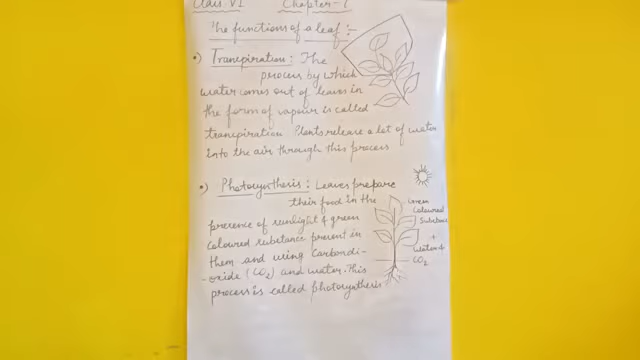 Class VI Chapter-1
The functions of a leaf :-
•) Transpiration : The
process by which
water comes out of leaves in
the form of vapour is called
transpiration Plants release a lot of water
into the air through this process
•) Photosynthesis : Leaves prepare
their food in the
presence of sunlight & green
coloured substance present in
them and using Carbondi-
-oxide (CO2) and water. This
process is called photosynthesis
Green
Coloured
Substance
+
Water &
CO2